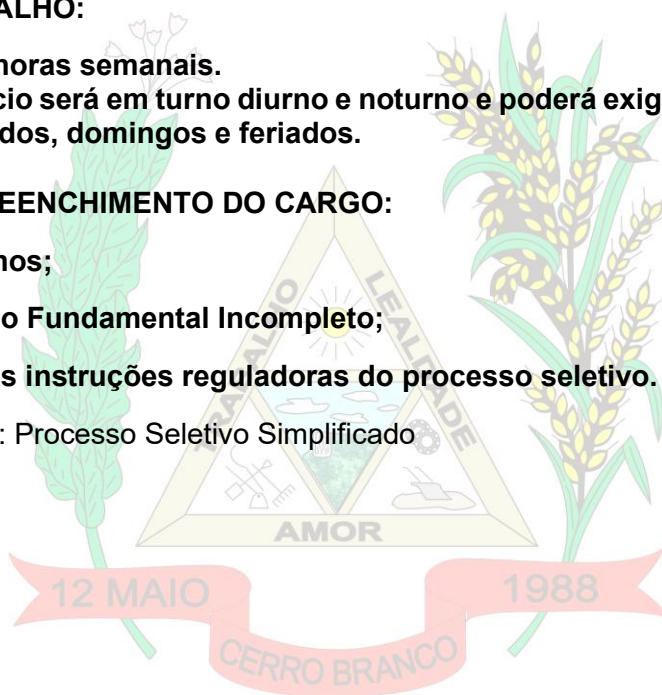 ALHO:
horas semanais.
cio será em turno diurno e noturno e poderá exig
dos, domingos e feriados.
EENCHIMENTO DO CARGO:
nos;
o Fundamental Incompleto;
s instruções reguladoras do processo seletivo.
: Processo Seletivo Simplificado
TRABALHO
LEALDADE
AMOR
12 MAIO
1988
CERRO BRANCO